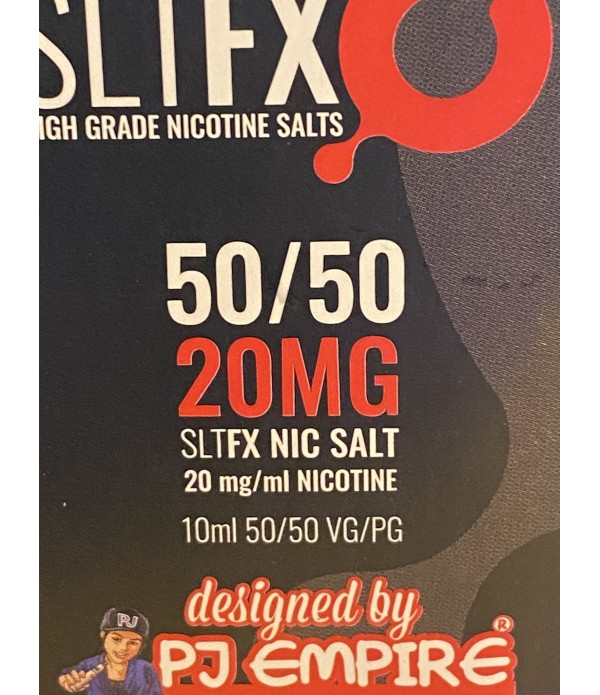 SLTFX
IGH GRADE NICOTINE SALTS
50/50
20MG
SLTFX NIC SALT
20 mg/ml NICOTINE
10ml 50/50 VG/PG
designed by
PJ EMPIRE®
PJ